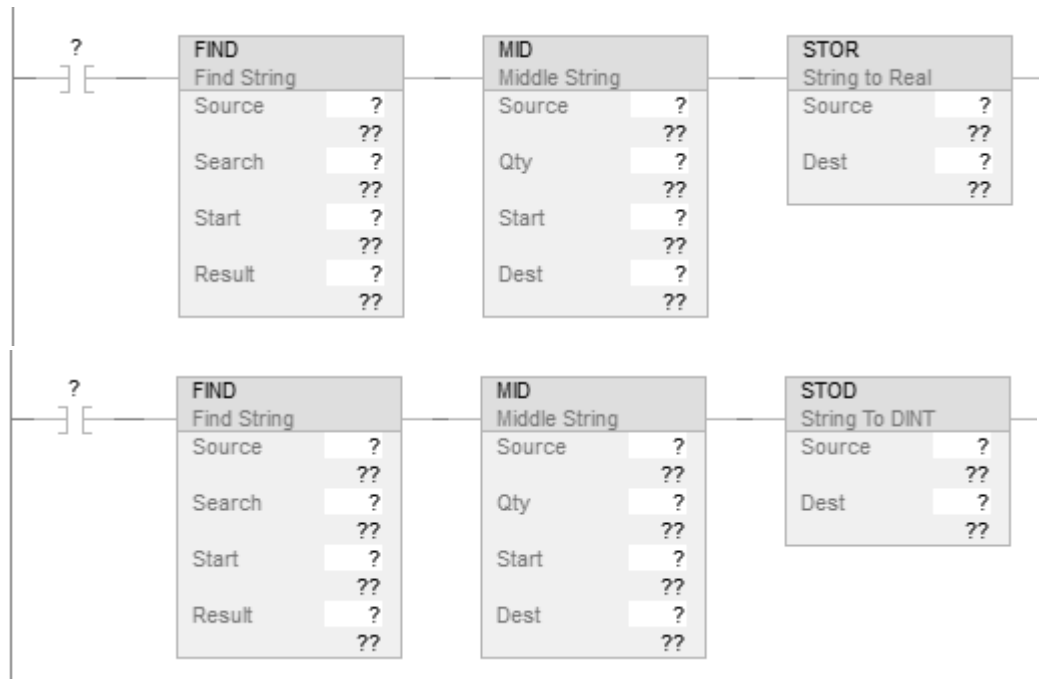 ?
FIND
Find String
Source ?
??
Search ?
??
Start ?
??
Result ?
??
MID
Middle String
Source ?
??
Qty ?
??
Start ?
??
Dest ?
??
STOR
String to Real
Source ?
??
Dest ?
??
?
FIND
Find String
Source ?
??
Search ?
??
Start ?
??
Result ?
??
MID
Middle String
Source ?
??
Qty ?
??
Start ?
??
Dest ?
??
STOD
String To DINT
Source ?
??
Dest ?
??